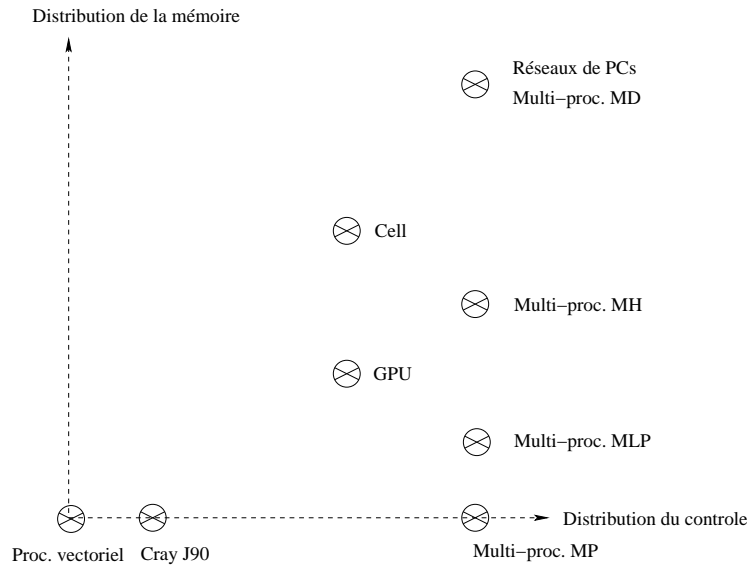 Distribution de la mémoire
Réseaux de PCs
Multi−proc. MD
Cell
Multi−proc. MH
GPU
Multi−proc. MLP
Distribution du controle
Proc. vectoriel
Cray J90
Multi−proc. MP